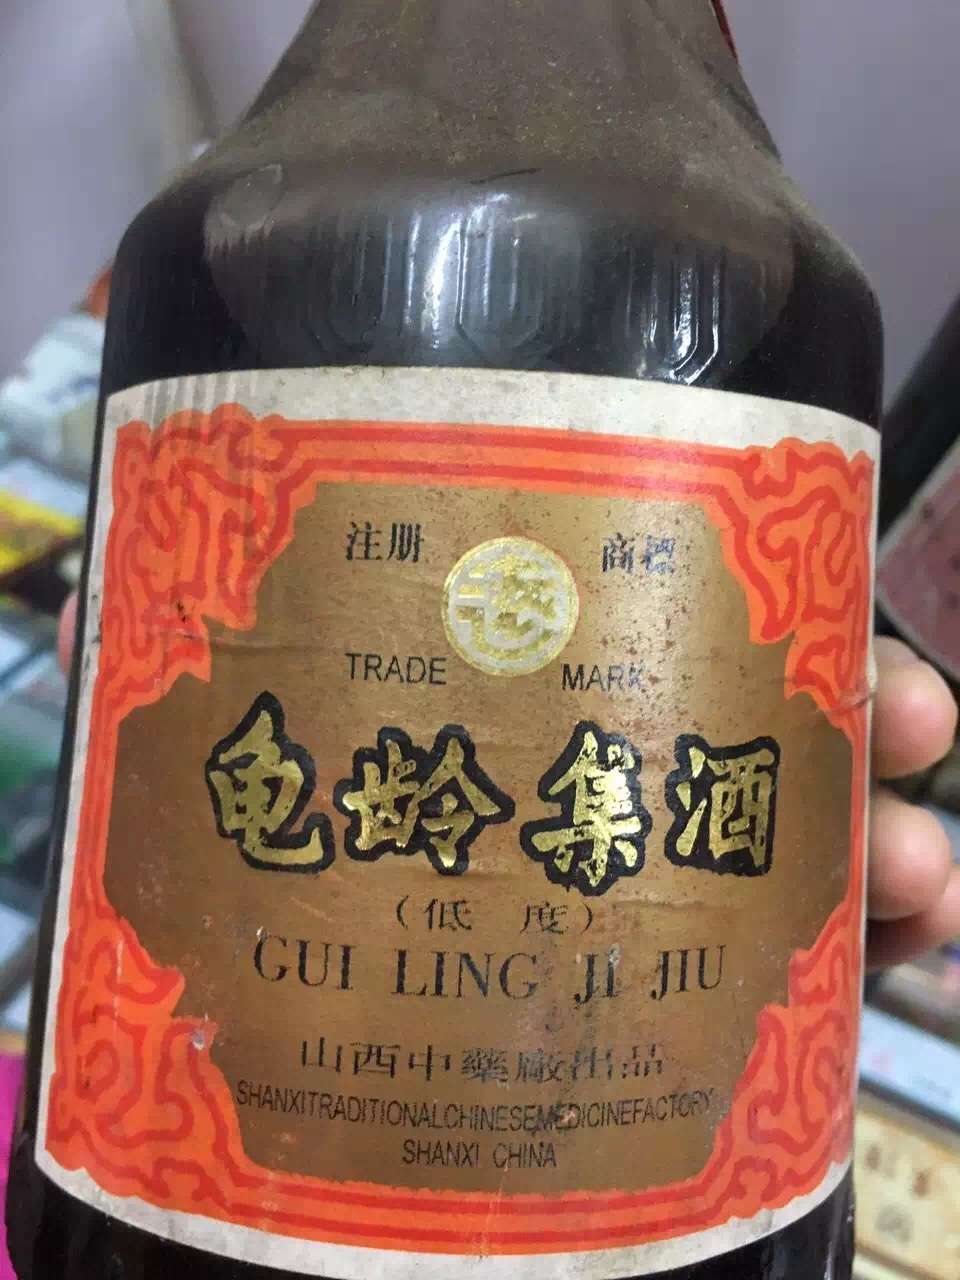 注册 商標
TRADE MARK
龟龄集酒
（低 度）
GUI LING JI JIU
山西中藥廠出品
SHANXITRADITIONALCHINESEMEDICINEFACTORY
SHANXI CHINA